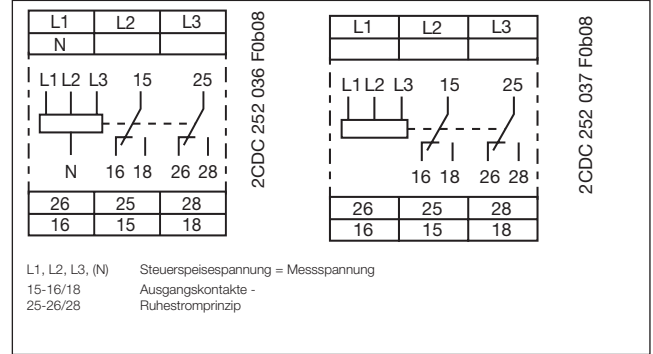 L1 L2 L3
N
L1 L2 L3 15 25
N 16 18 26 28
26 25 28
16 15 18
2CDC 252 036 F0b08
L1 L2 L3
L1 L2 L3 15 25
16 18 26 28
26 25 28
16 15 18
2CDC 252 037 F0b08
L1, L2, L3, (N) Steuerspeisespannung = Messspannung
15-16/18 Ausgangskontakte -
25-26/28 Ruhestromprinzip